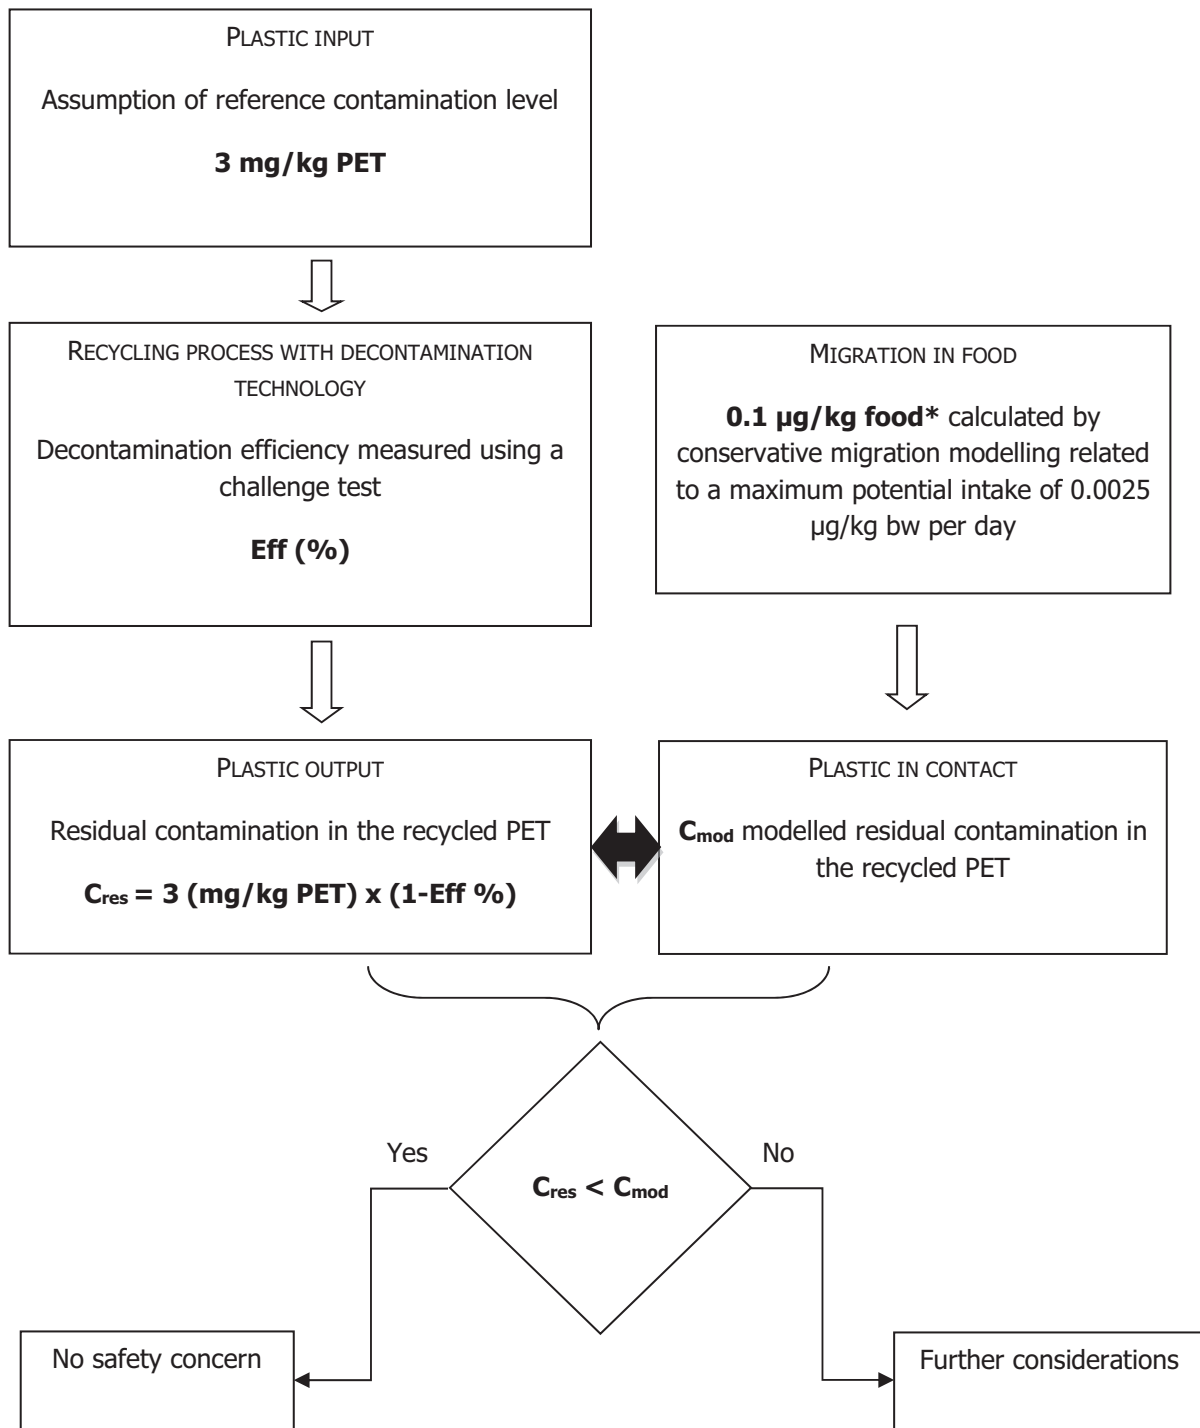 PLASTIC INPUT
Assumption of reference contamination level
3 mg/kg PET
RECYCLING PROCESS WITH DECONTAMINATION
TECHNOLOGY
Decontamination efficiency measured using a
challenge test
Eff (%)
MIGRATION IN FOOD
0.1 µg/kg food* calculated by
conservative migration modelling related
to a maximum potential intake of 0.0025
µg/kg bw per day
PLASTIC OUTPUT
Residual contamination in the recycled PET
Cres = 3 (mg/kg PET) x (1-Eff %)
PLASTIC IN CONTACT
Cmod modelled residual contamination in
the recycled PET
Yes
No
Cres < Cmod
No safety concern
Further considerations